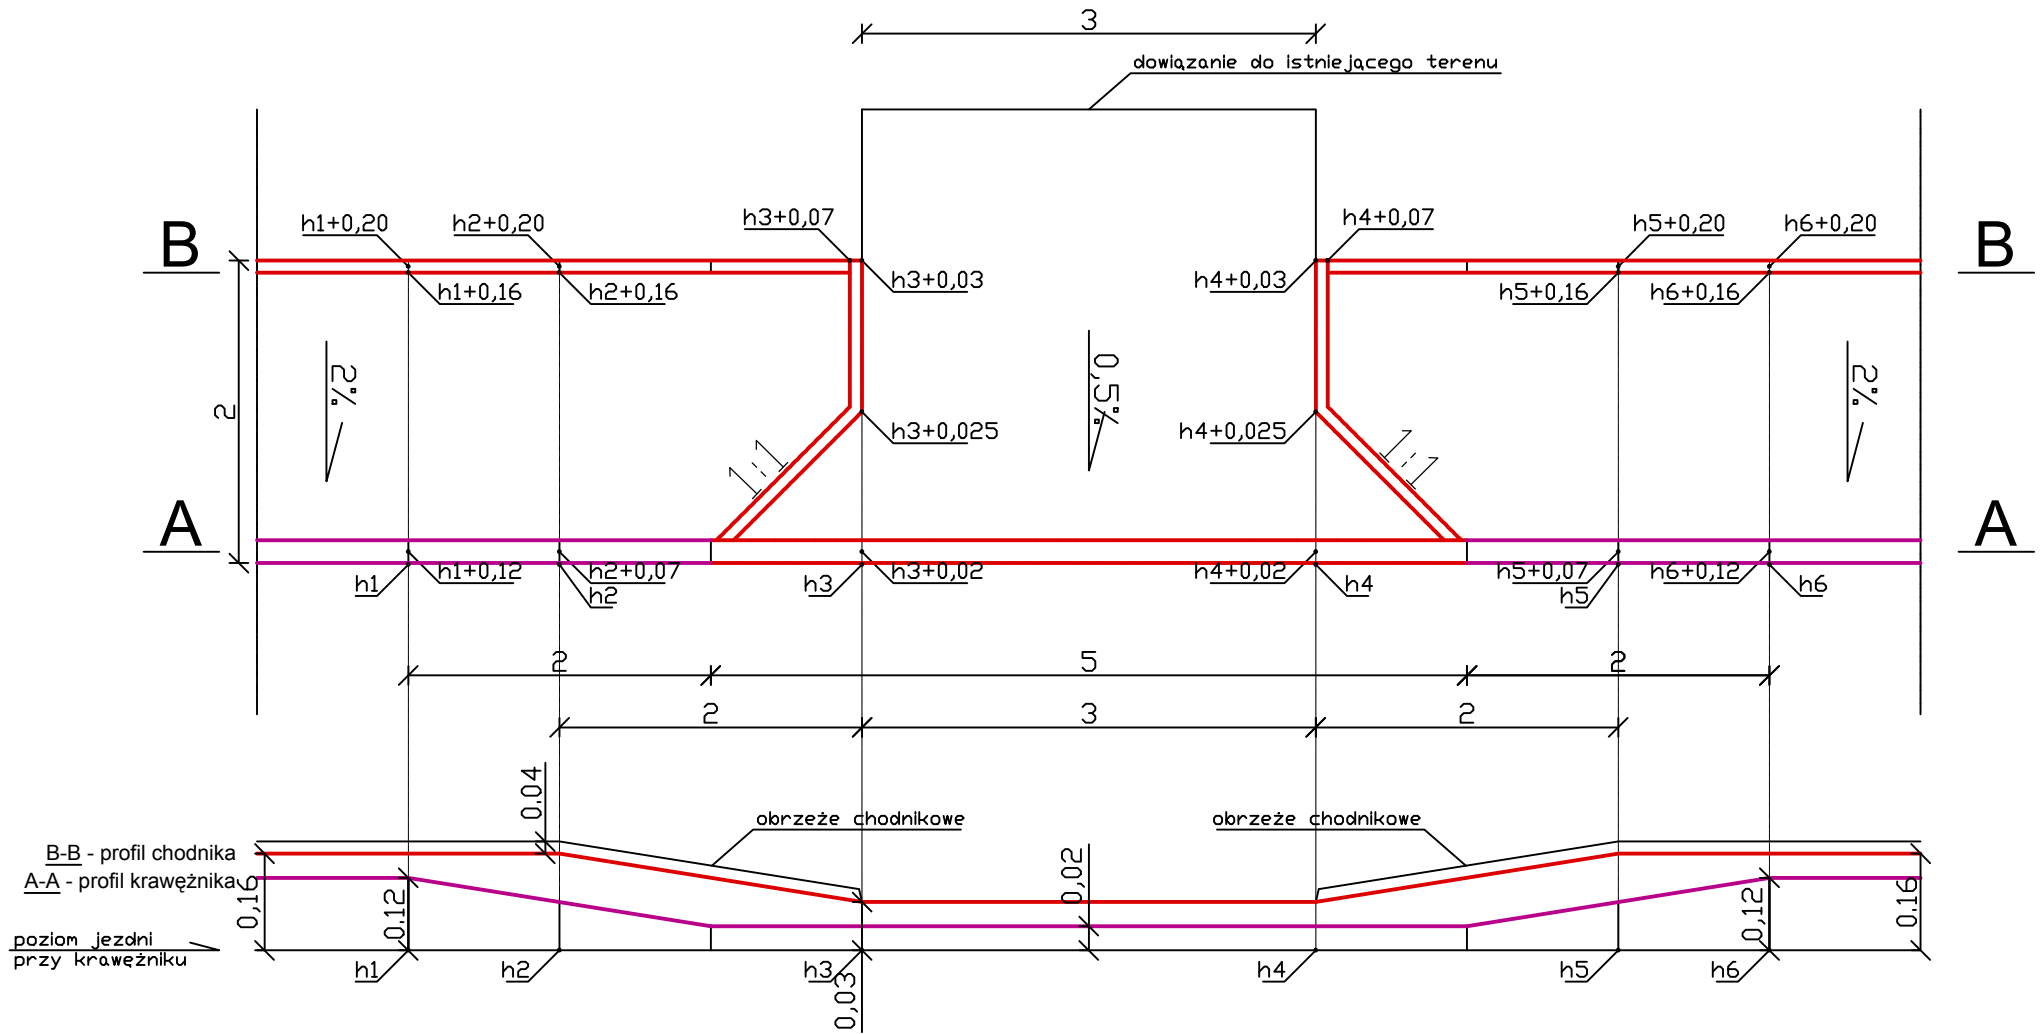 3
dowiązanie do istniejącego terenu
h1+0,20
h2+0,20
h3+0,07
h4+0,07
h5+0,20
h6+0,20
B
B
h1+0,16
h2+0,16
h3+0,03
h4+0,03
h5+0,16
h6+0,16
2%
0,5%
2%
2
h3+0,025
h4+0,025
1:1
1:1
A
A
h1
h1+0,12
h2+0,07
h2
h3
h3+0,02
h4+0,02
h4
h5+0,07
h5
h6+0,12
h6
2
5
2
2
3
2
0.04
obrzeże chodnikowe
obrzeże chodnikowe
B-B - profil chodnika
A-A - profil krawężnika
0,16
0.12
0,02
0,12
0.16
poziom jezdni
przy krawężniku
h1
h2
h3
0,03
h4
h5
h6